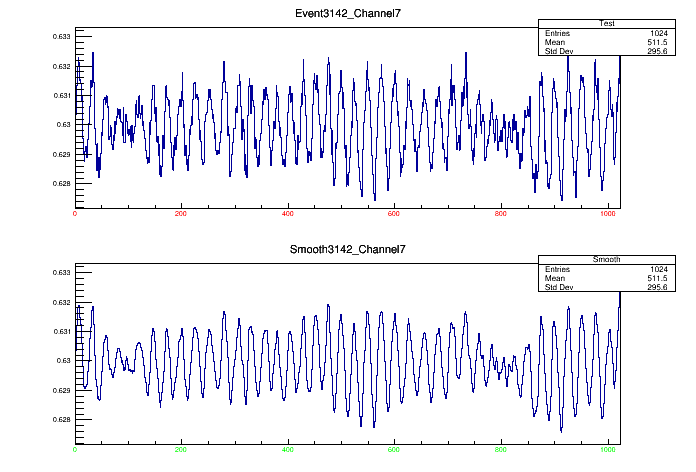 Event3142_Channel7
Test
Entries 1024
Mean 511.5
Std Dev 295.6
0.633
0.632
0.631
0.63
0.629
0.628
0 200 400 600 800 1000
Smooth3142_Channel7
Smooth
Entries 1024
Mean 511.5
Std Dev 295.6
0.633
0.632
0.631
0.63
0.629
0.628
0 200 400 600 800 1000